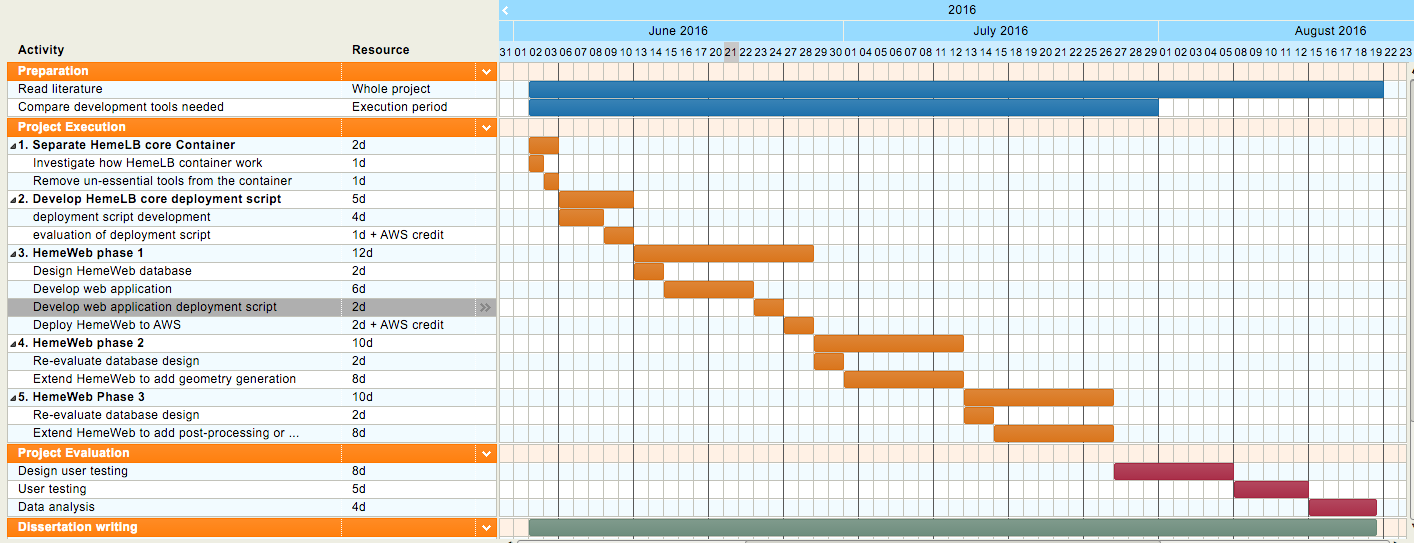 2016
June 2016 July 2016 August 2016
Activity Resource
31 01 02 03 06 07 08 09 10 13 14 15 16 17 20 21 22 23 24 27 28 29 30 01 04 05 06 07 08 11 12 13 14 15 18 19 20 21 22 25 26 27 28 29 01 02 03 04 05 08 09 10 11 12 15 16 17 18 19 22 23
Preparation
Read literature Whole project
Compare development tools needed Execution period
Project Execution
1. Separate HemeLB core Container 2d
Investigate how HemeLB container work 1d
Remove un-essential tools from the container 1d
2. Develop HemeLB core deployment script 5d
deployment script development 4d
evaluation of deployment script 1d + AWS credit
3. HemeWeb phase 1 12d
Design HemeWeb database 2d
Develop web application 6d
Develop web application deployment script 2d
Deploy HemeWeb to AWS 2d + AWS credit
4. HemeWeb phase 2 10d
Re-evaluate database design 2d
Extend HemeWeb to add geometry generation 8d
5. HemeWeb Phase 3 10d
Re-evaluate database design 2d
Extend HemeWeb to add post-processing or ... 8d
Project Evaluation
Design user testing 8d
User testing 5d
Data analysis 4d
Dissertation writing